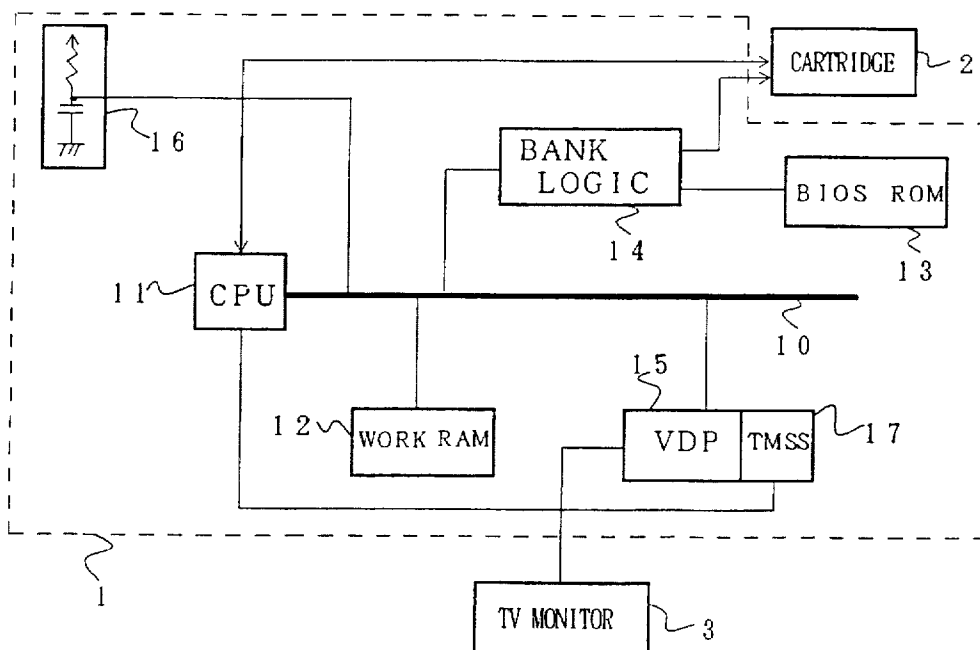 CARTRIDGE
2
16
BANK
LOGIC
14
BIOS ROM
13
11
CPU
10
15
12
WORK RAM
VDP
TMSS
17
1
TV MONITOR
3